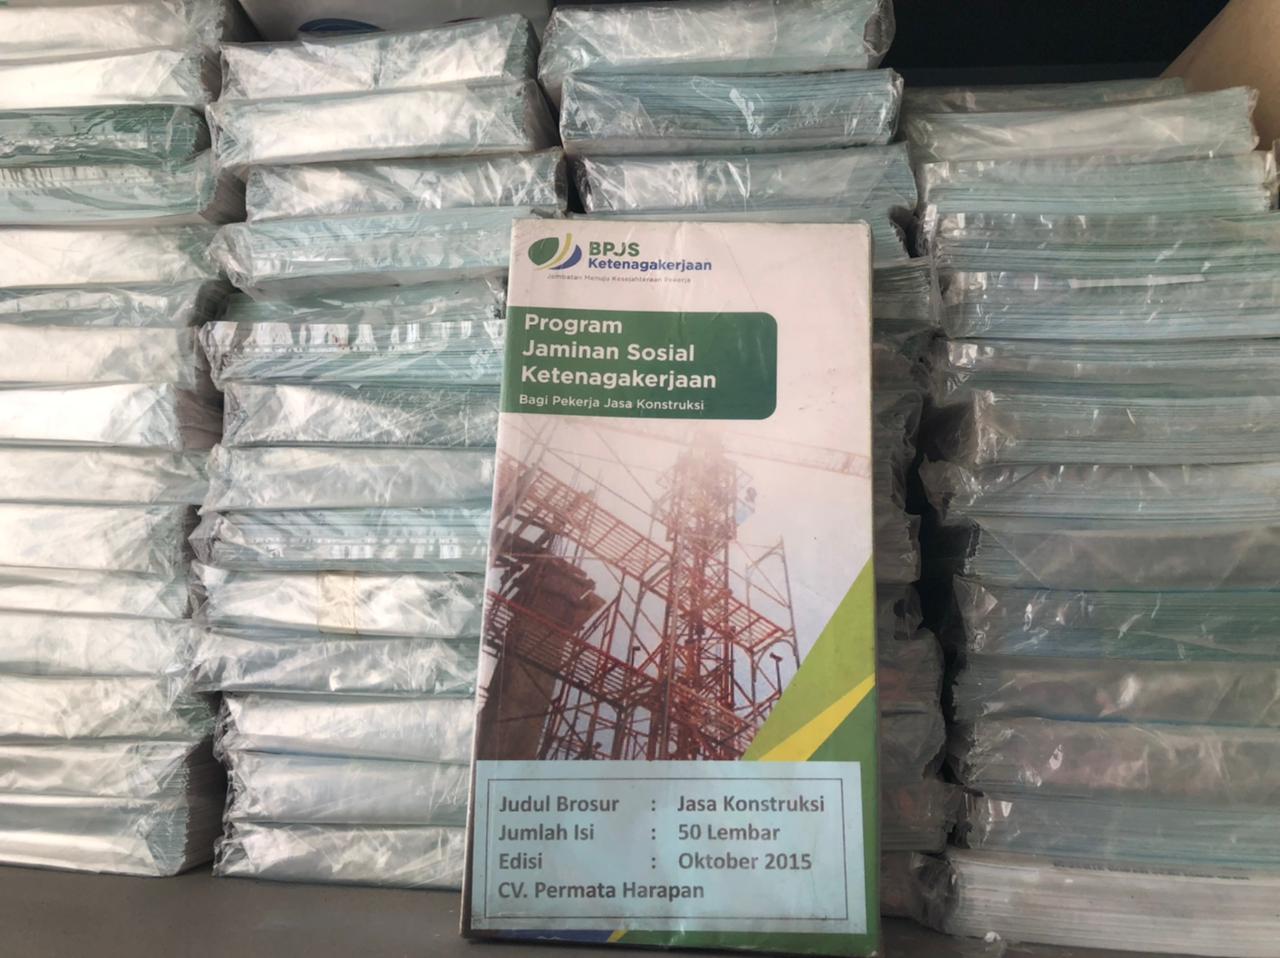 BPJS
Ketenagakerjaan
Jembatan Menuju Kesejahteraan Pekerja
Program
Jaminan Sosial
Ketenagakerjaan
Bagi Pekerja Jasa Konstruksi
Judul Brosur : Jasa Konstruksi
Jumlah Isi : 50 Lembar
Edisi : Oktober 2015
CV. Permata Harapan